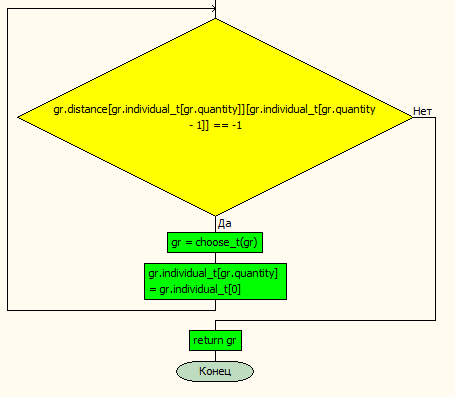 gr.distance[gr.individual_t[gr.quantity]][gr.individual_t[gr.quantity
- 1]] == -1
Нет
Да
gr = choose_t(gr)
gr.individual_t[gr.quantity]
= gr.individual_t[0]
return gr
Конец